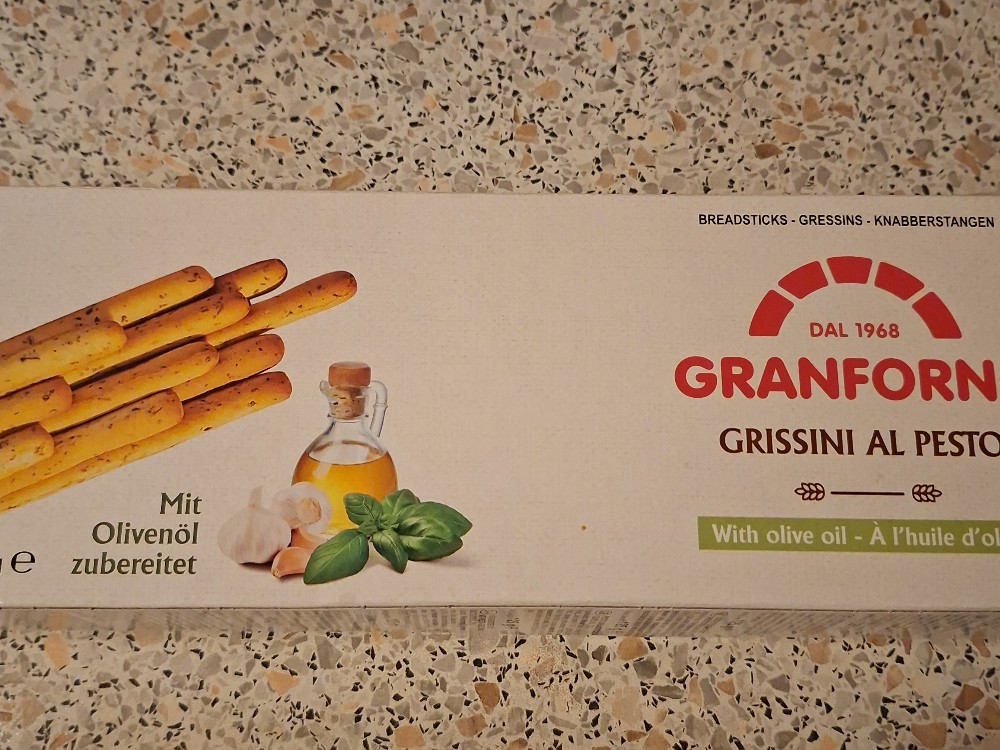 BREADSTICKS - GRESSINS - KNABBERSTANGEN
DAL 1968
GRANFORN
GRISSINI AL PESTO
With olive oil - À l'huile d'ol
Mit
Olivenöl
zubereitet
e